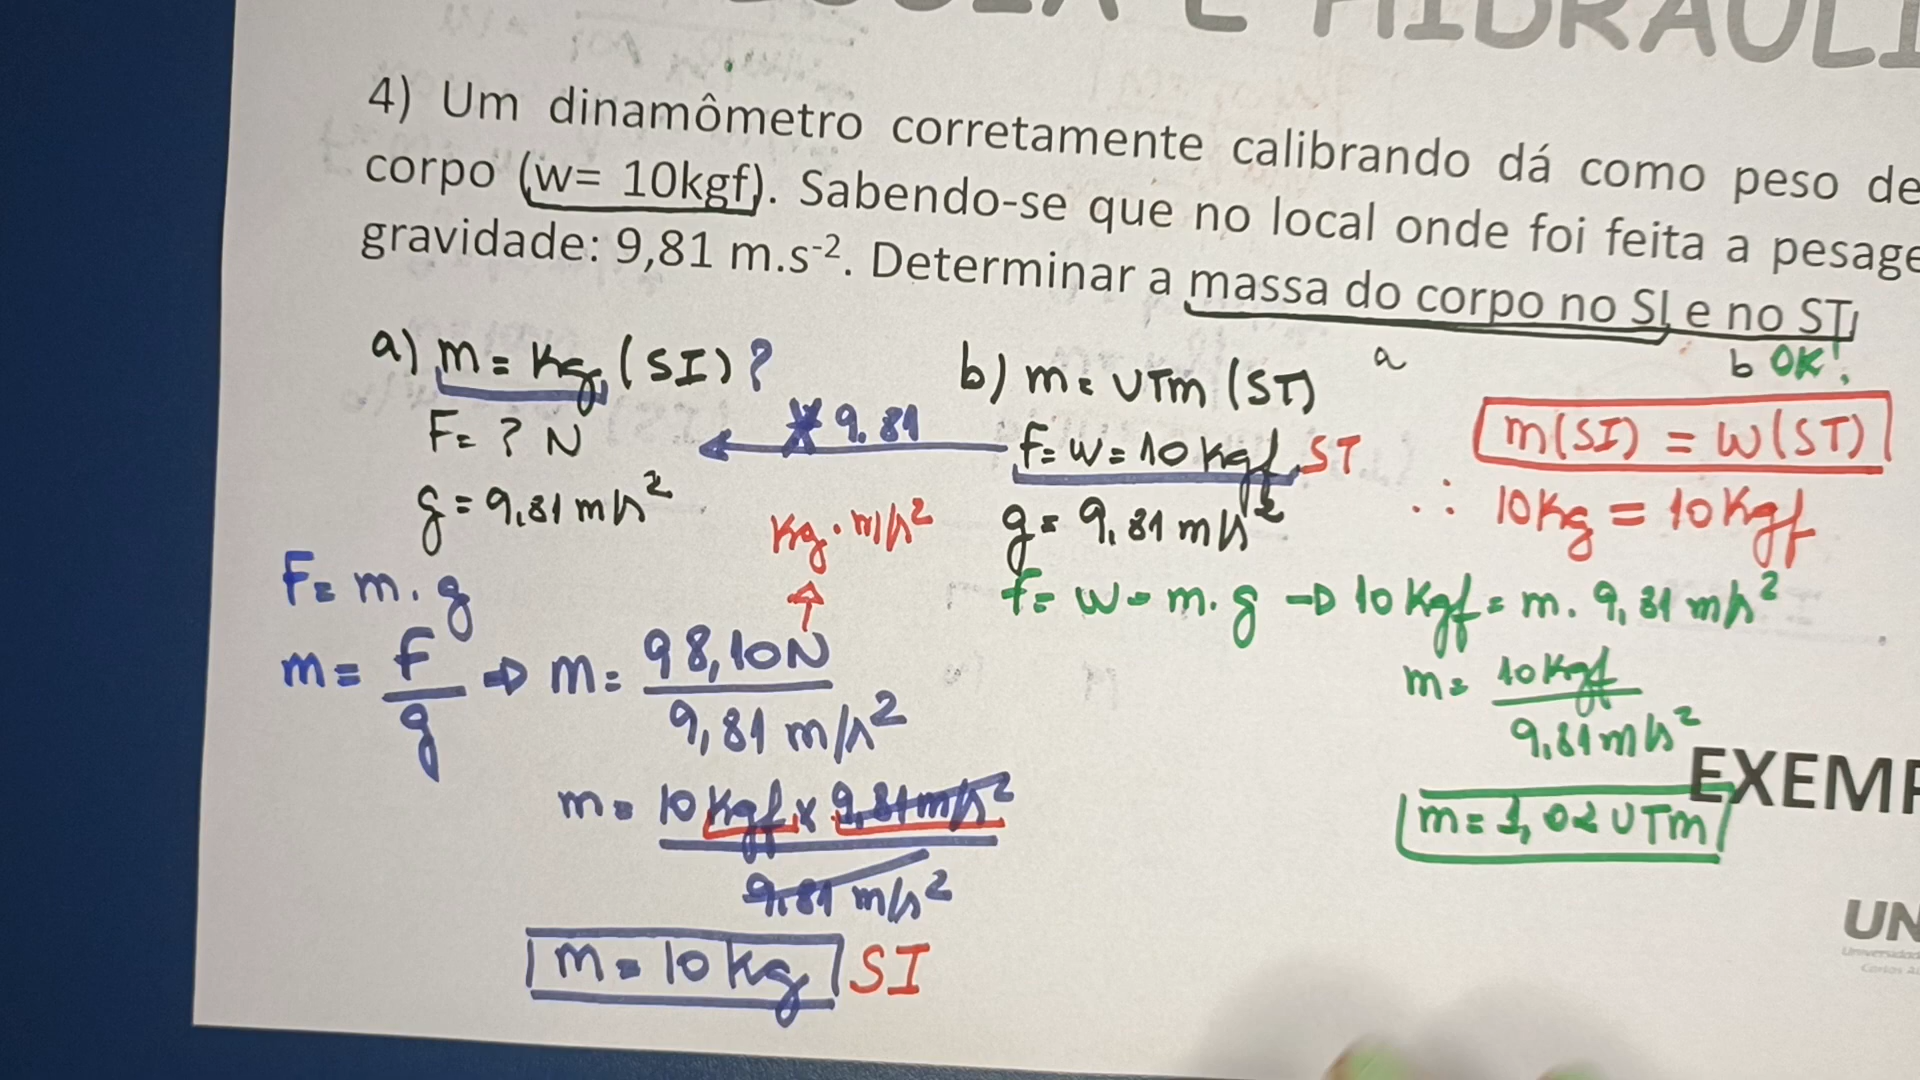 HIDRÁULI
4) Um dinamômetro corretamente calibrando dá como peso de
corpo (w= 10kgf). Sabendo-se que no local onde foi feita a pesage
gravidade: 9,81 m.s-2. Determinar a massa do corpo no SI e no ST
a b OK!
a) m = Kg (SI)?
F = ? N
g = 9,81 m/s²
* 9.81
b) m = UTm (ST)
F = W = 10 Kgf ST
g = 9,81 m/s²
m(SI) = W(ST)
∴ 10Kg = 10Kgf
F = m . g
m = F/g ⇒ m = 98,10N / 9,81 m/s²
Kg . m/s²
m = 10 Kgf x 9,81 m/s² / 9,81 m/s²
m = 10 Kg SI
F = W = m . g ⇒ 10 Kgf = m . 9,81 m/s²
m = 10 Kgf / 9,81 m/s²
m = 1,02 UTm
EXEMP
UN